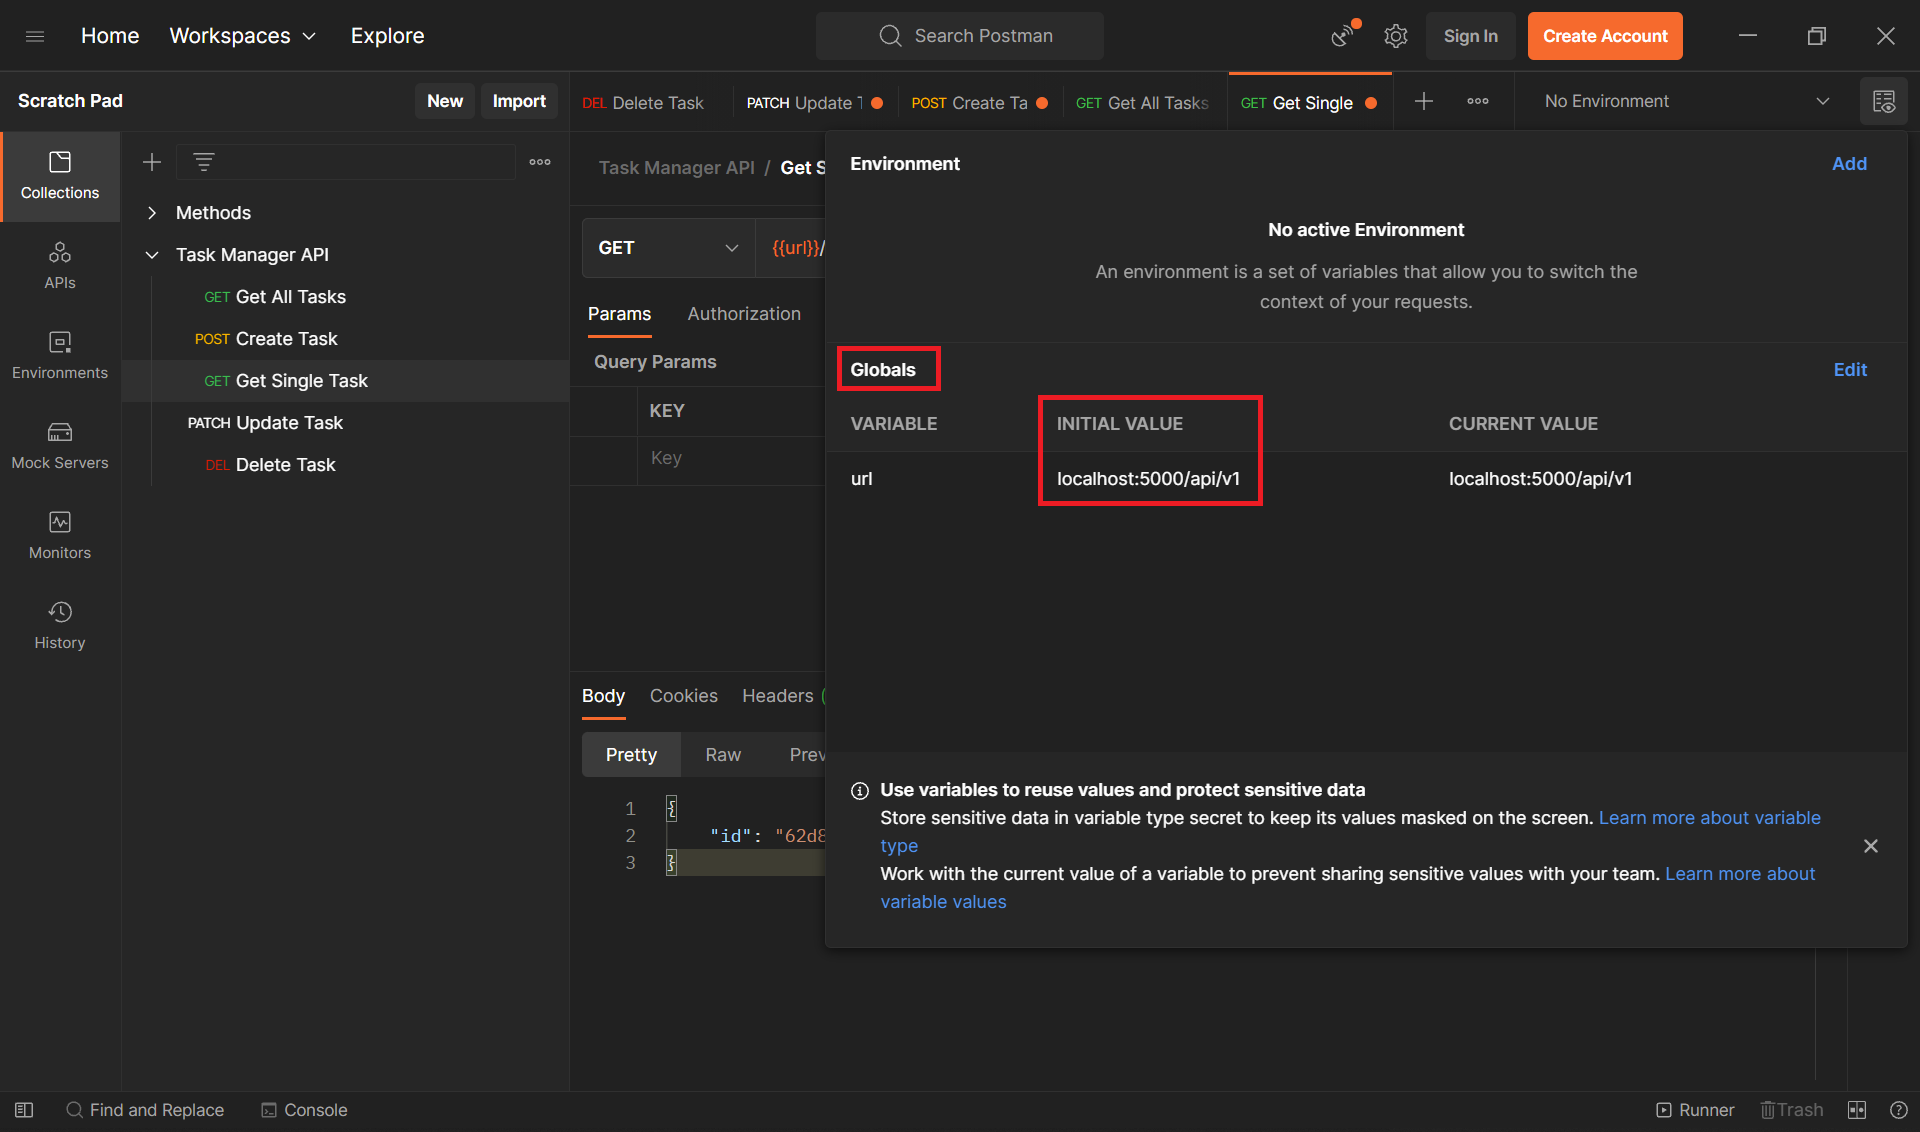 Home Workspaces Explore Search Postman Sign In Create Account
Scratch Pad New Import
DEL Delete Task PATCH Update T POST Create Ta GET Get All Tasks GET Get Single No Environment
Collections
APIs
Environments
Mock Servers
Monitors
History
Methods
Task Manager API
GET Get All Tasks
POST Create Task
GET Get Single Task
PATCH Update Task
DEL Delete Task
Task Manager API / Get S
GET {{url}}/
Params Authorization
Query Params
KEY
Key
Body Cookies Headers (
Pretty Raw Prev
1 {
2 "id": "62d8
3 }
Environment Add
No active Environment
An environment is a set of variables that allow you to switch the
context of your requests.
Globals Edit
VARIABLE INITIAL VALUE CURRENT VALUE
url localhost:5000/api/v1 localhost:5000/api/v1
Use variables to reuse values and protect sensitive data
Store sensitive data in variable type secret to keep its values masked on the screen. Learn more about variable
type
Work with the current value of a variable to prevent sharing sensitive values with your team. Learn more about
variable values
Find and Replace Console Runner Trash